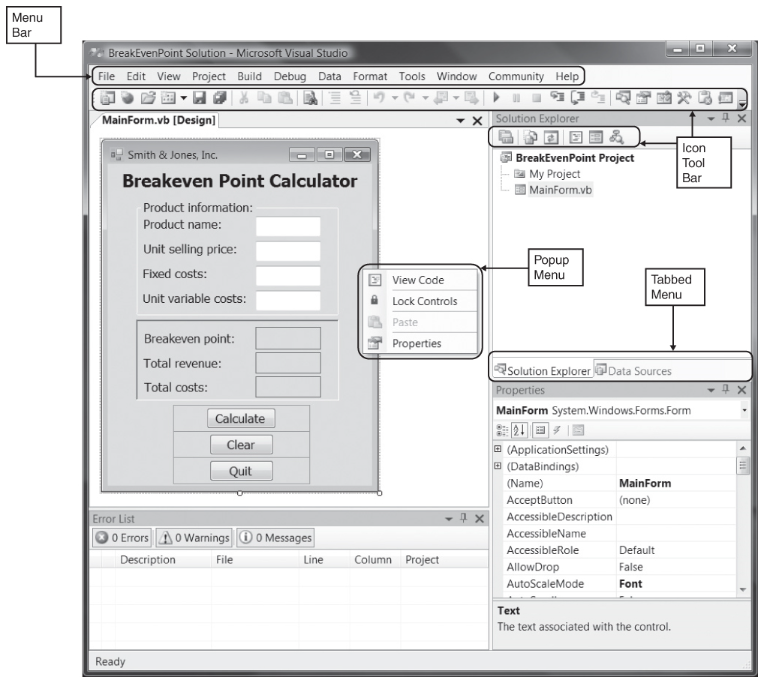 Menu
Bar
BreakEvenPoint Solution - Microsoft Visual Studio
File Edit View Project Build Debug Data Format Tools Window Community Help
MainForm.vb [Design]
Solution Explorer
Icon
Tool
Bar
Smith & Jones, Inc.
Breakeven Point Calculator
Product information:
Product name:
Unit selling price:
Fixed costs:
Unit variable costs:
Breakeven point:
Total revenue:
Total costs:
Calculate
Clear
Quit
BreakEvenPoint Project
My Project
MainForm.vb
View Code
Lock Controls
Paste
Properties
Popup
Menu
Tabbed
Menu
Solution Explorer Data Sources
Properties
MainForm System.Windows.Forms.Form
(ApplicationSettings)
(DataBindings)
(Name) MainForm
AcceptButton (none)
AccessibleDescription
AccessibleName
AccessibleRole Default
AllowDrop False
AutoScaleMode Font
Text
The text associated with the control.
Error List
0 Errors 0 Warnings 0 Messages
Description File Line Column Project
Ready